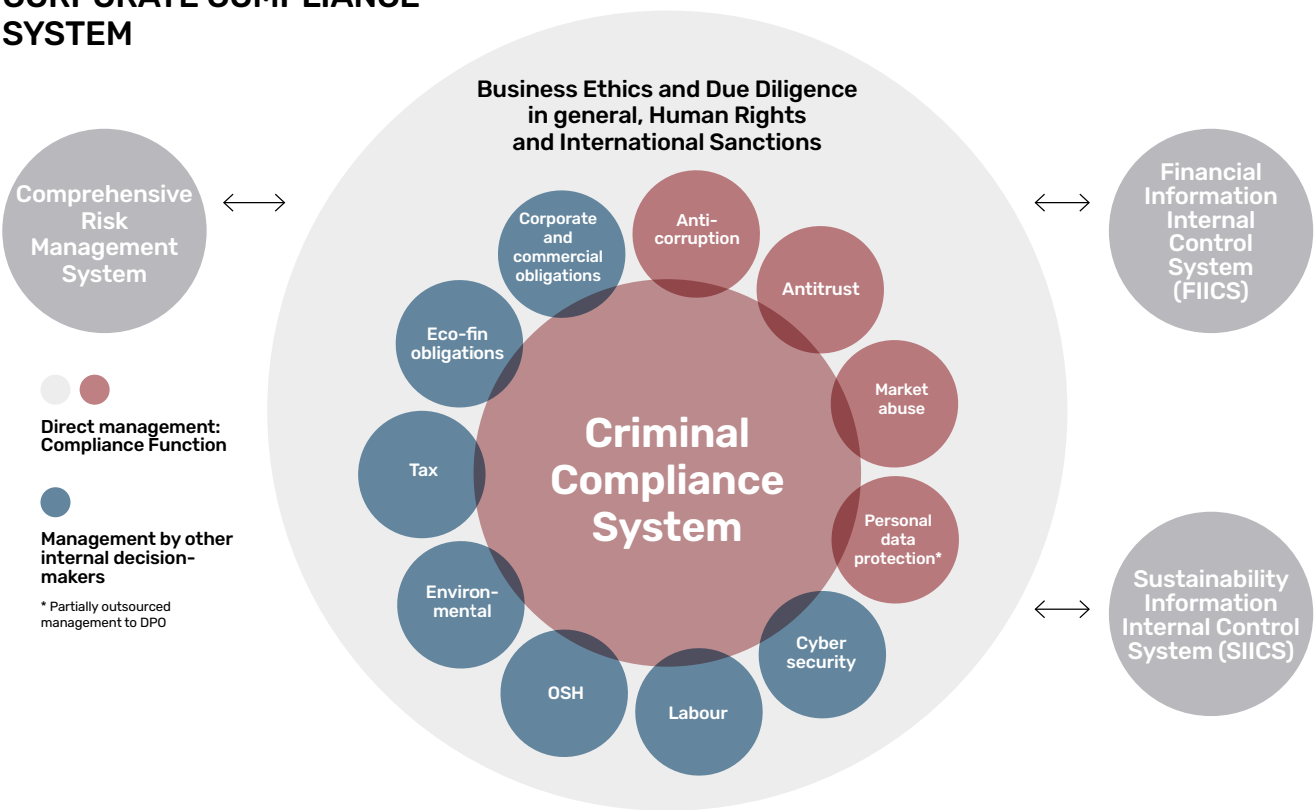 CORPORATE COMPLIANCE
SYSTEM
Business Ethics and Due Diligence
in general, Human Rights
and International Sanctions
Comprehensive
Risk
Management
System
Financial
Information
Internal
Control
System
(FIICS)
Corporate
and
commercial
obligations
Anti-
corruption
Antitrust
Eco-fin
obligations
Market
abuse
Direct management:
Compliance Function
Criminal
Compliance
System
Tax
Personal
data
protection*
Management by other
internal decision-
makers
* Partially outsourced
management to DPO
Environ-
mental
Cyber
security
OSH
Labour
Sustainability
Information
Internal Control
System (SIICS)